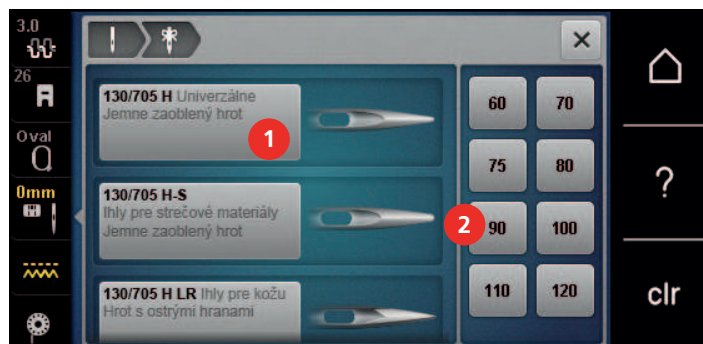 3.0
26
Oval
0mm
130/705 H Univerzálne
Jemne zaoblený hrot
1
130/705 H-S
Ihly pre strečové materiály
Jemne zaoblený hrot
2
130/705 H LR Ihly pre kožu
Hrot s ostrými hranami
60 70
75 80
90 100
110 120
?
clr